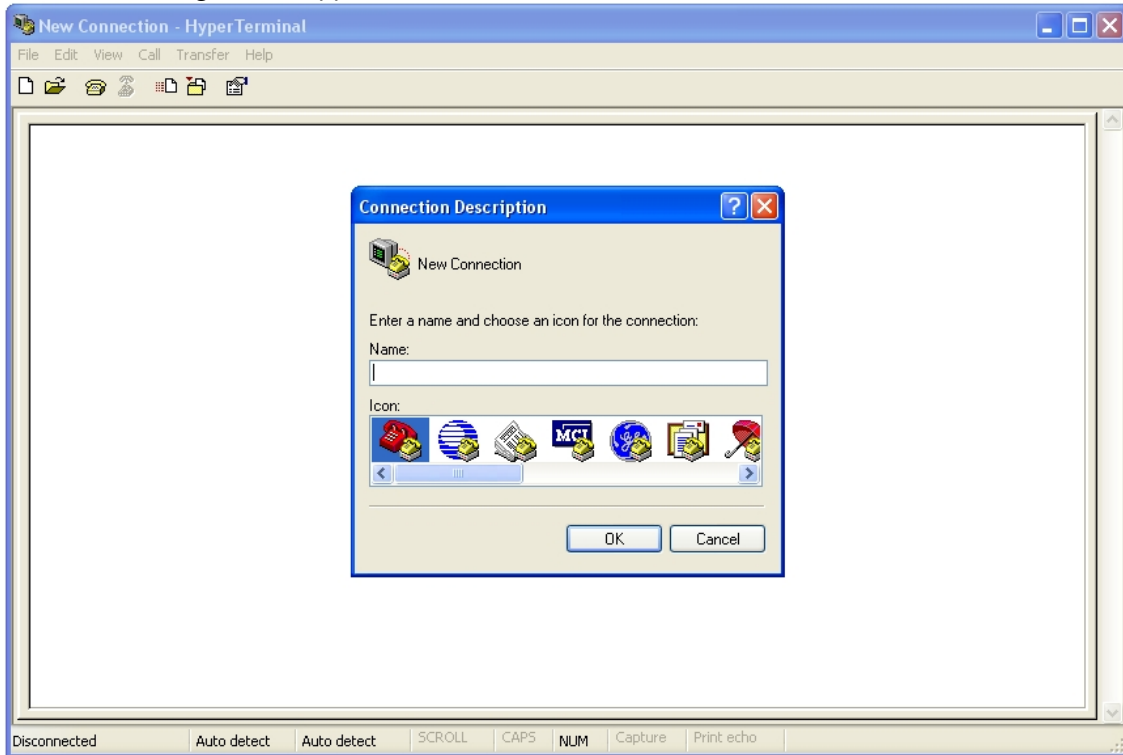 New Connection - HyperTerminal
File Edit View Call Transfer Help
Connection Description
New Connection
Enter a name and choose an icon for the connection:
Name:
Icon:
MCI
OK Cancel
Disconnected Auto detect Auto detect SCROLL CAPS NUM Capture Print echo